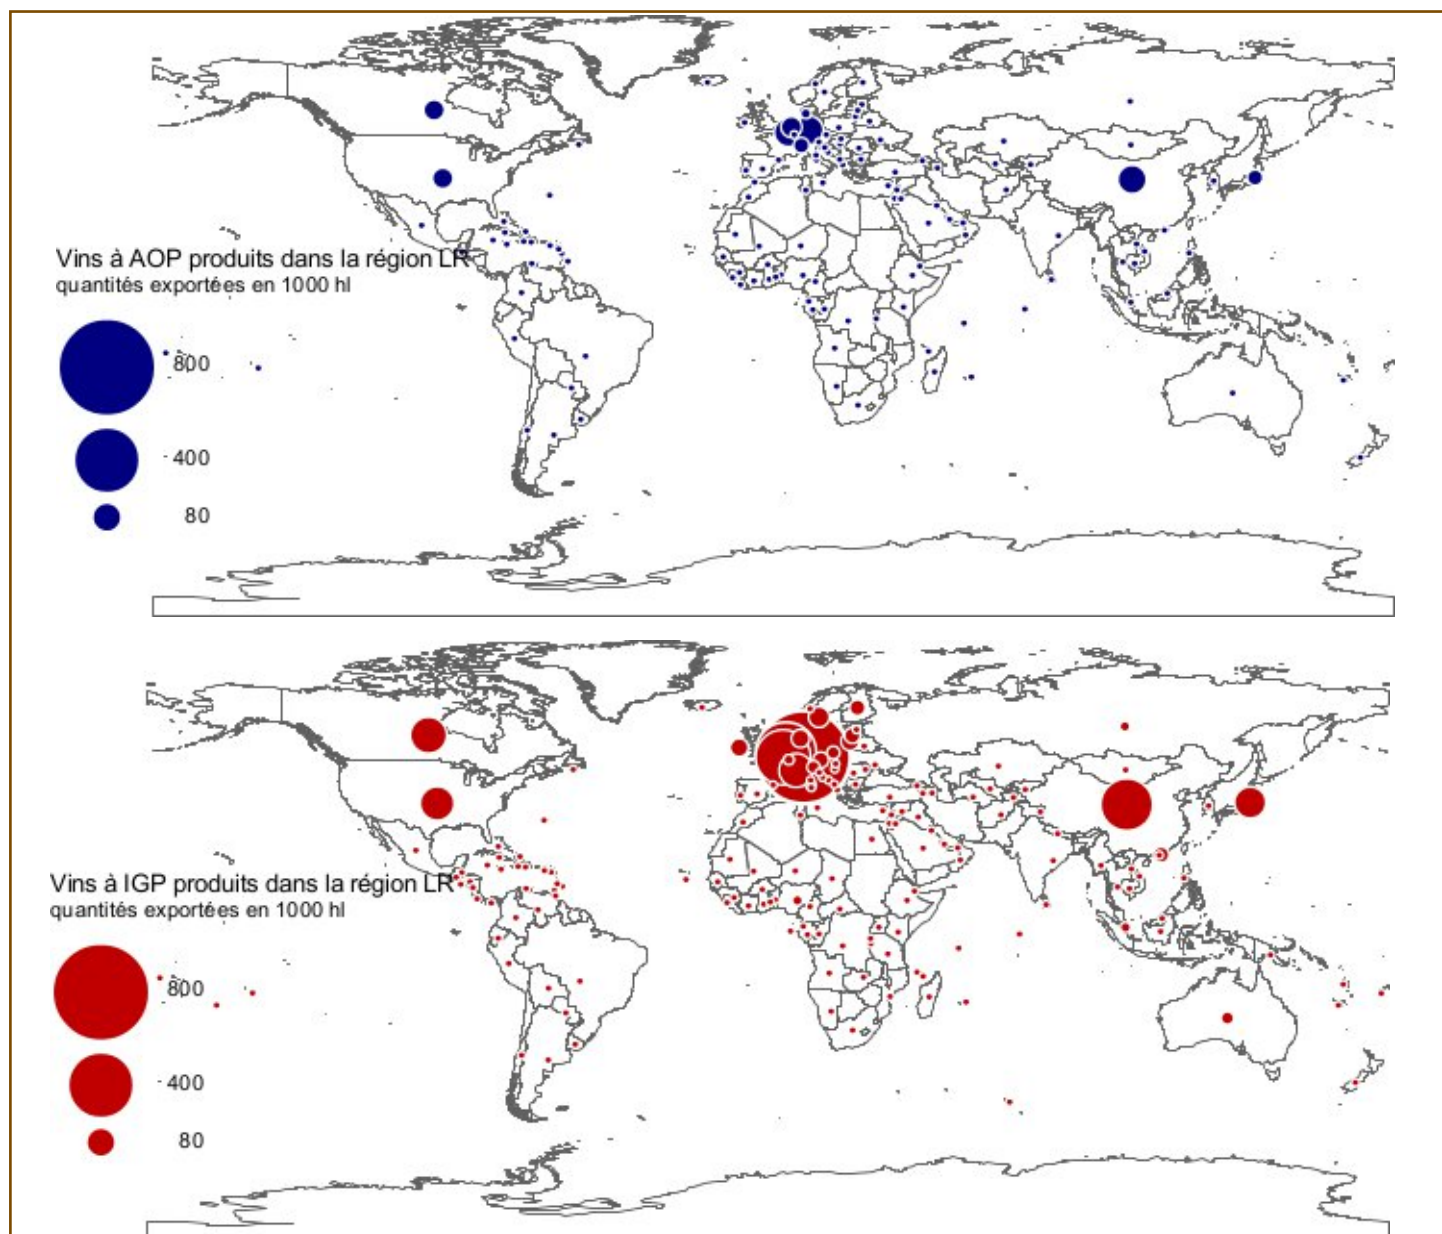 Vins à AOP produits dans la région LR
quantités exportées en 1000 hl
800
400
80
Vins à IGP produits dans la région LR
quantités exportées en 1000 hl
800
400
80